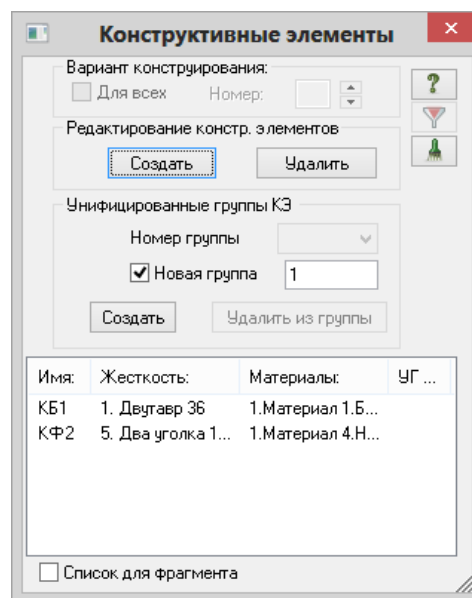 Конструктивные элементы
Вариант конструирования:
Для всех Номер:
Редактирование констр. элементов
Создать Удалить
Унифицированные группы КЭ
Номер группы
Новая группа 1
Создать Удалить из группы
Имя: Жесткость: Материалы: УГ ...
КБ1 1. Двутавр 36 1.Материал 1.Б...
КФ2 5. Два уголка 1... 1.Материал 4.Н...
Список для фрагмента